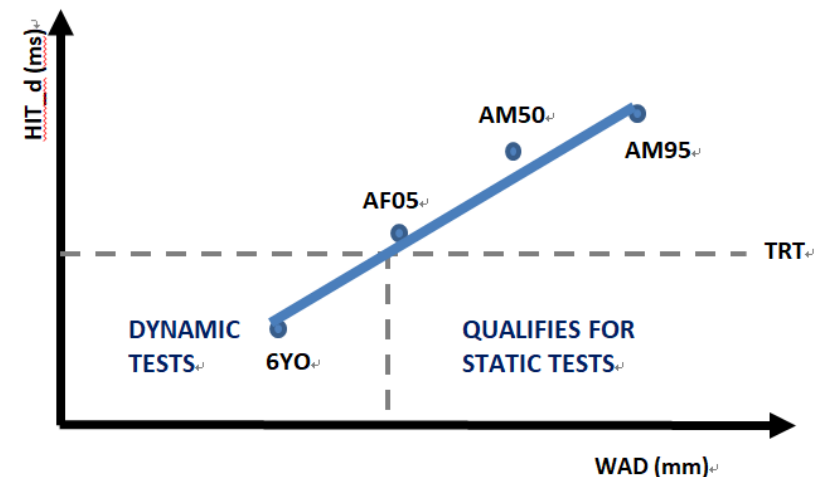 HIT_d (ms)
AM50
AM95
AF05
TRT
DYNAMIC
TESTS
QUALIFIES FOR
STATIC TESTS
6YO
WAD (mm)